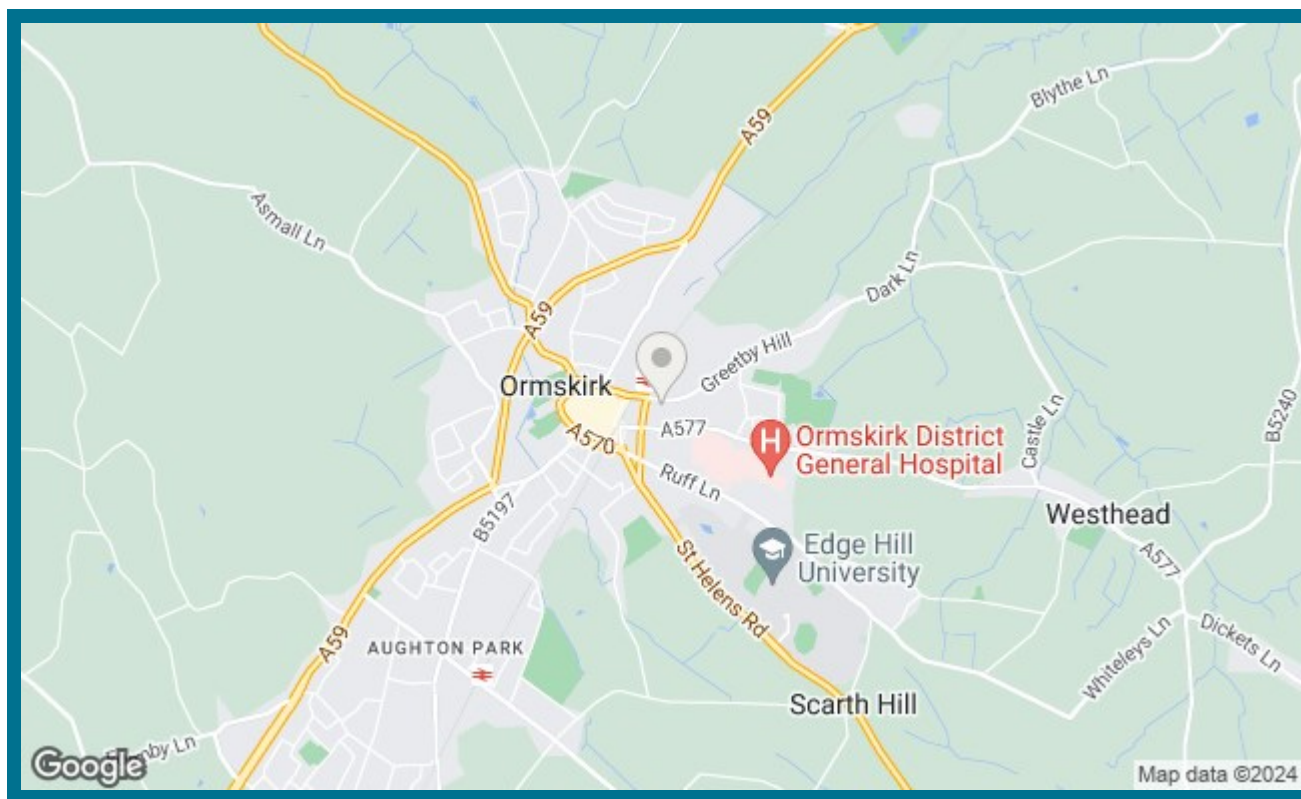 Blythe Ln
A59
Asmall Ln
Dark Ln
A59
Greetby Hill
Ormskirk
B5240
Castle Ln
A577
Ormskirk District
General Hospital
A570
Ruff Ln
B5197
Westhead
Edge Hill
University
A577
St Helens Rd
Dickets Ln
A59
AUGHTON PARK
Whiteleys Ln
Scarth Hill
nby Ln
Google
Map data ©2024